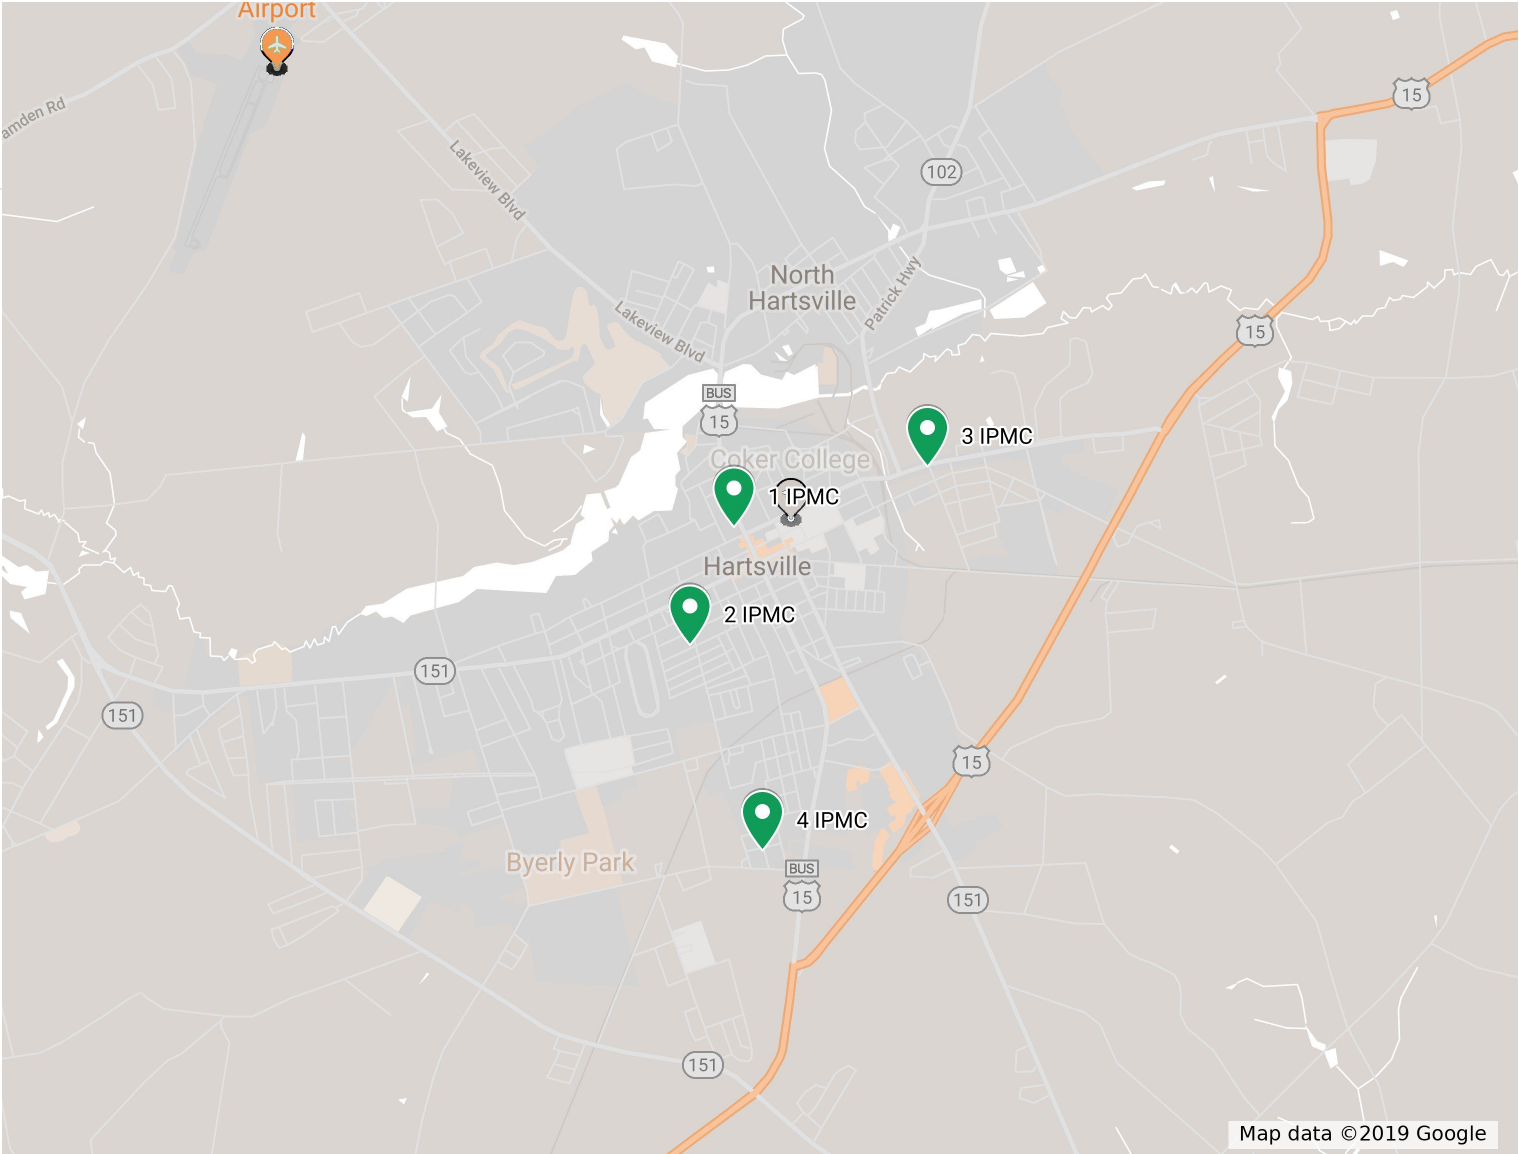 Airport
amden Rd
15
Lakeview Blvd
102
North
Hartsville
Patrick Hwy
Lakeview Blvd
15
BUS
15
3 IPMC
Coker College
1 IPMC
Hartsville
2 IPMC
151
151
15
4 IPMC
Byerly Park
BUS
15
151
151
Map data ©2019 Google